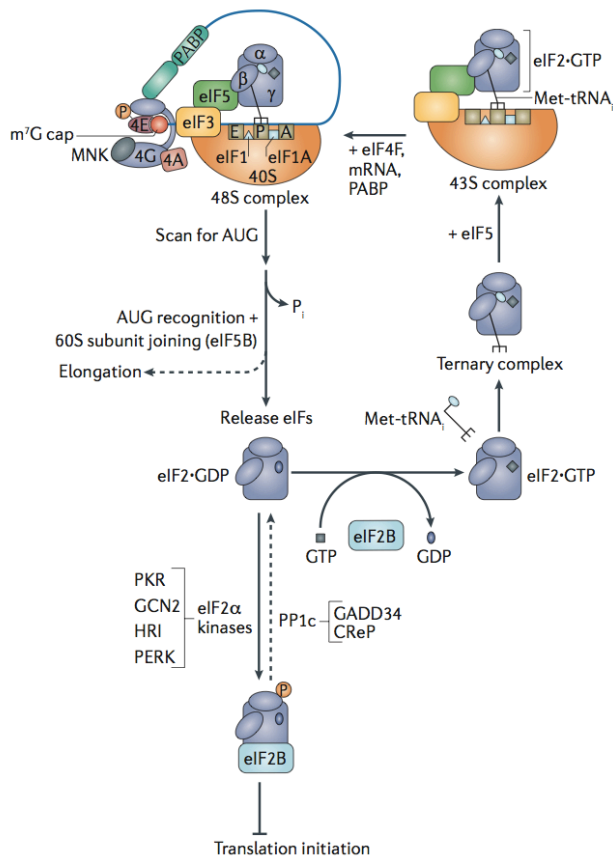 PABP
α
β
γ
eIF5
eIF3
P
4E
m⁷G cap
MNK
4G
4A
E
P
A
eIF1
eIF1A
40S
48S complex
eIF2•GTP
Met-tRNAi
43S complex
+ eIF4F,
mRNA,
PABP
Scan for AUG
+ eIF5
Pi
AUG recognition +
60S subunit joining (eIF5B)
Elongation
Ternary complex
Release eIFs
Met-tRNAi
eIF2•GDP
eIF2•GTP
GTP
eIF2B
GDP
PKR
GCN2
HRI
PERK
eIF2α
kinases
PP1c
GADD34
CReP
P
eIF2B
Translation initiation